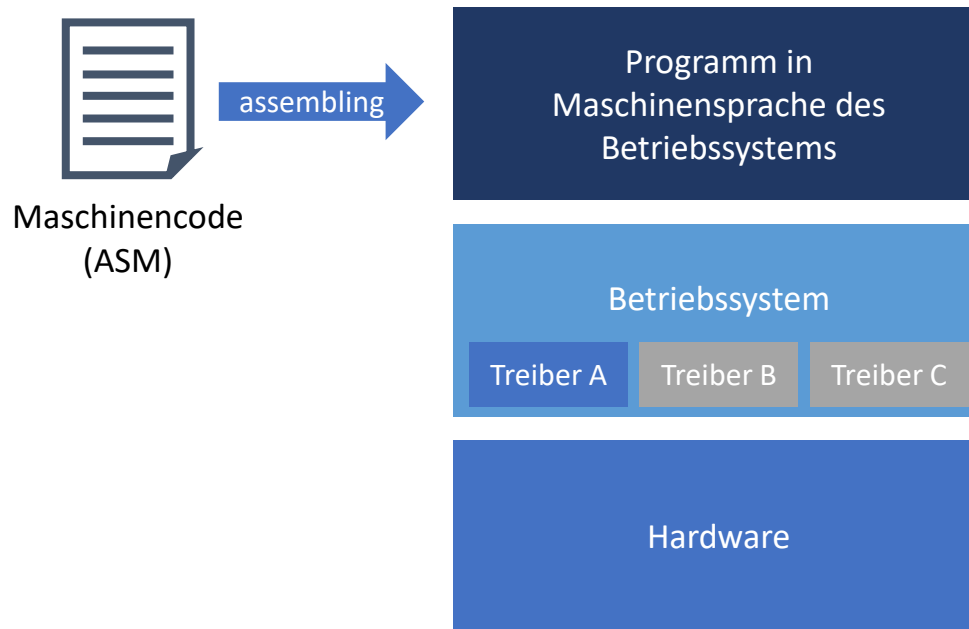 Maschinencode
(ASM)
assembling
Programm in
Maschinensprache des
Betriebssystems
Betriebssystem
Treiber A
Treiber B
Treiber C
Hardware